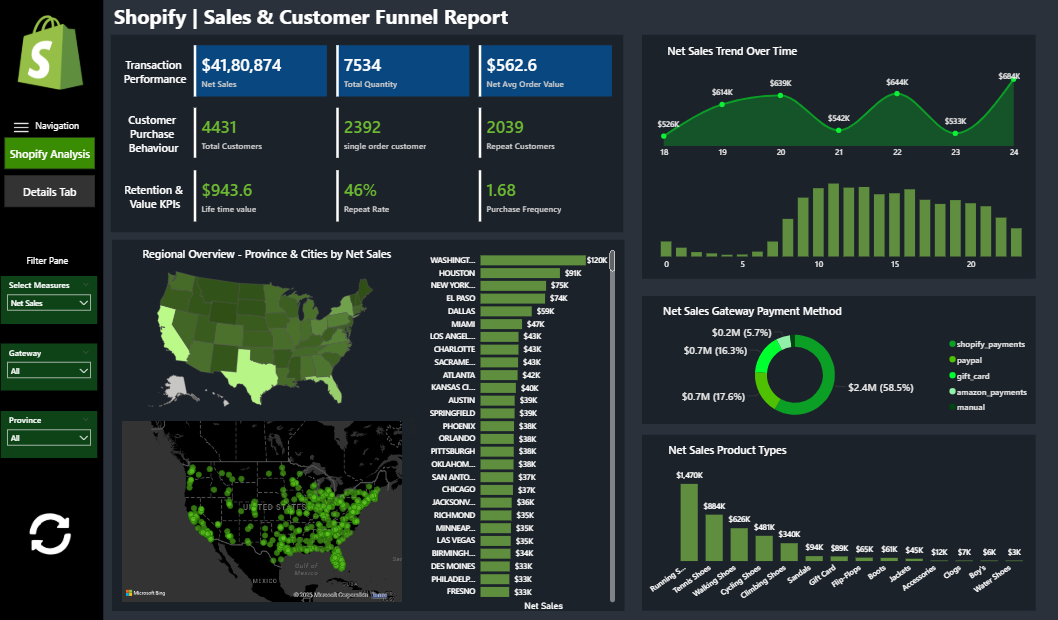 Shopify | Sales & Customer Funnel Report
Navigation
Shopify Analysis
Details Tab
Filter Pane
Select Measures
Net Sales
Gateway
All
Province
All
Transaction
Performance
$41,80,874
Net Sales
7534
Total Quantity
$562.6
Net Avg Order Value
Customer
Purchase
Behaviour
4431
Total Customers
2392
single order customer
2039
Repeat Customers
Retention &
Value KPIs
$943.6
Life time value
46%
Repeat Rate
1.68
Purchase Frequency
Regional Overview - Province & Cities by Net Sales
UNITED STATES
MEXICO
Gulf of
Mexico
Microsoft Bing
© 2025 Microsoft Corporation Terms
WASHINGT... $120K
HOUSTON $91K
NEW YORK... $75K
EL PASO $74K
DALLAS $59K
MIAMI $47K
LOS ANGEL... $43K
CHARLOTTE $43K
SACRAME... $43K
ATLANTA $42K
KANSAS CI... $40K
AUSTIN $39K
SPRINGFIELD $39K
PHOENIX $38K
ORLANDO $38K
PITTSBURGH $38K
OKLAHOM... $38K
SAN ANTO... $37K
CHICAGO $37K
JACKSONV... $36K
RICHMOND $35K
MINNEAP... $35K
LAS VEGAS $35K
BIRMINGH... $34K
DES MOINES $33K
PHILADELP... $33K
FRESNO $33K
Net Sales
Net Sales Trend Over Time
$526K $614K $639K $542K $644K $533K $684K
18 19 20 21 22 23 24
0 5 10 15 20
Net Sales Gateway Payment Method
$0.2M (5.7%)
$0.7M (16.3%)
$0.7M (17.6%)
$2.4M (58.5%)
shopify_payments
paypal
gift_card
amazon_payments
manual
Net Sales Product Types
$1,470K $884K $626K $481K $340K $94K $89K $65K $61K $45K $12K $7K $6K $3K
Running S... Tennis Shoes Walking Shoes Cycling Shoes Climbing Shoes Sandals Gift Card Flip-Flops Boots Jackets Accessories Clogs Boy's Water Shoes